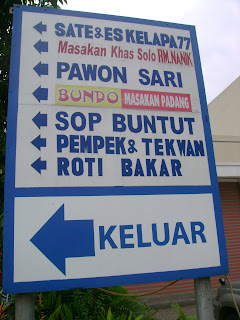 SATE & ES KELAPA 77
Masakan Khas Solo HM.NANIK
PAWON SARI
BUNDO MASAKAN PADANG
SOP BUNTUT
PEMPEK & TEKWAN
ROTI BAKAR
KELUAR